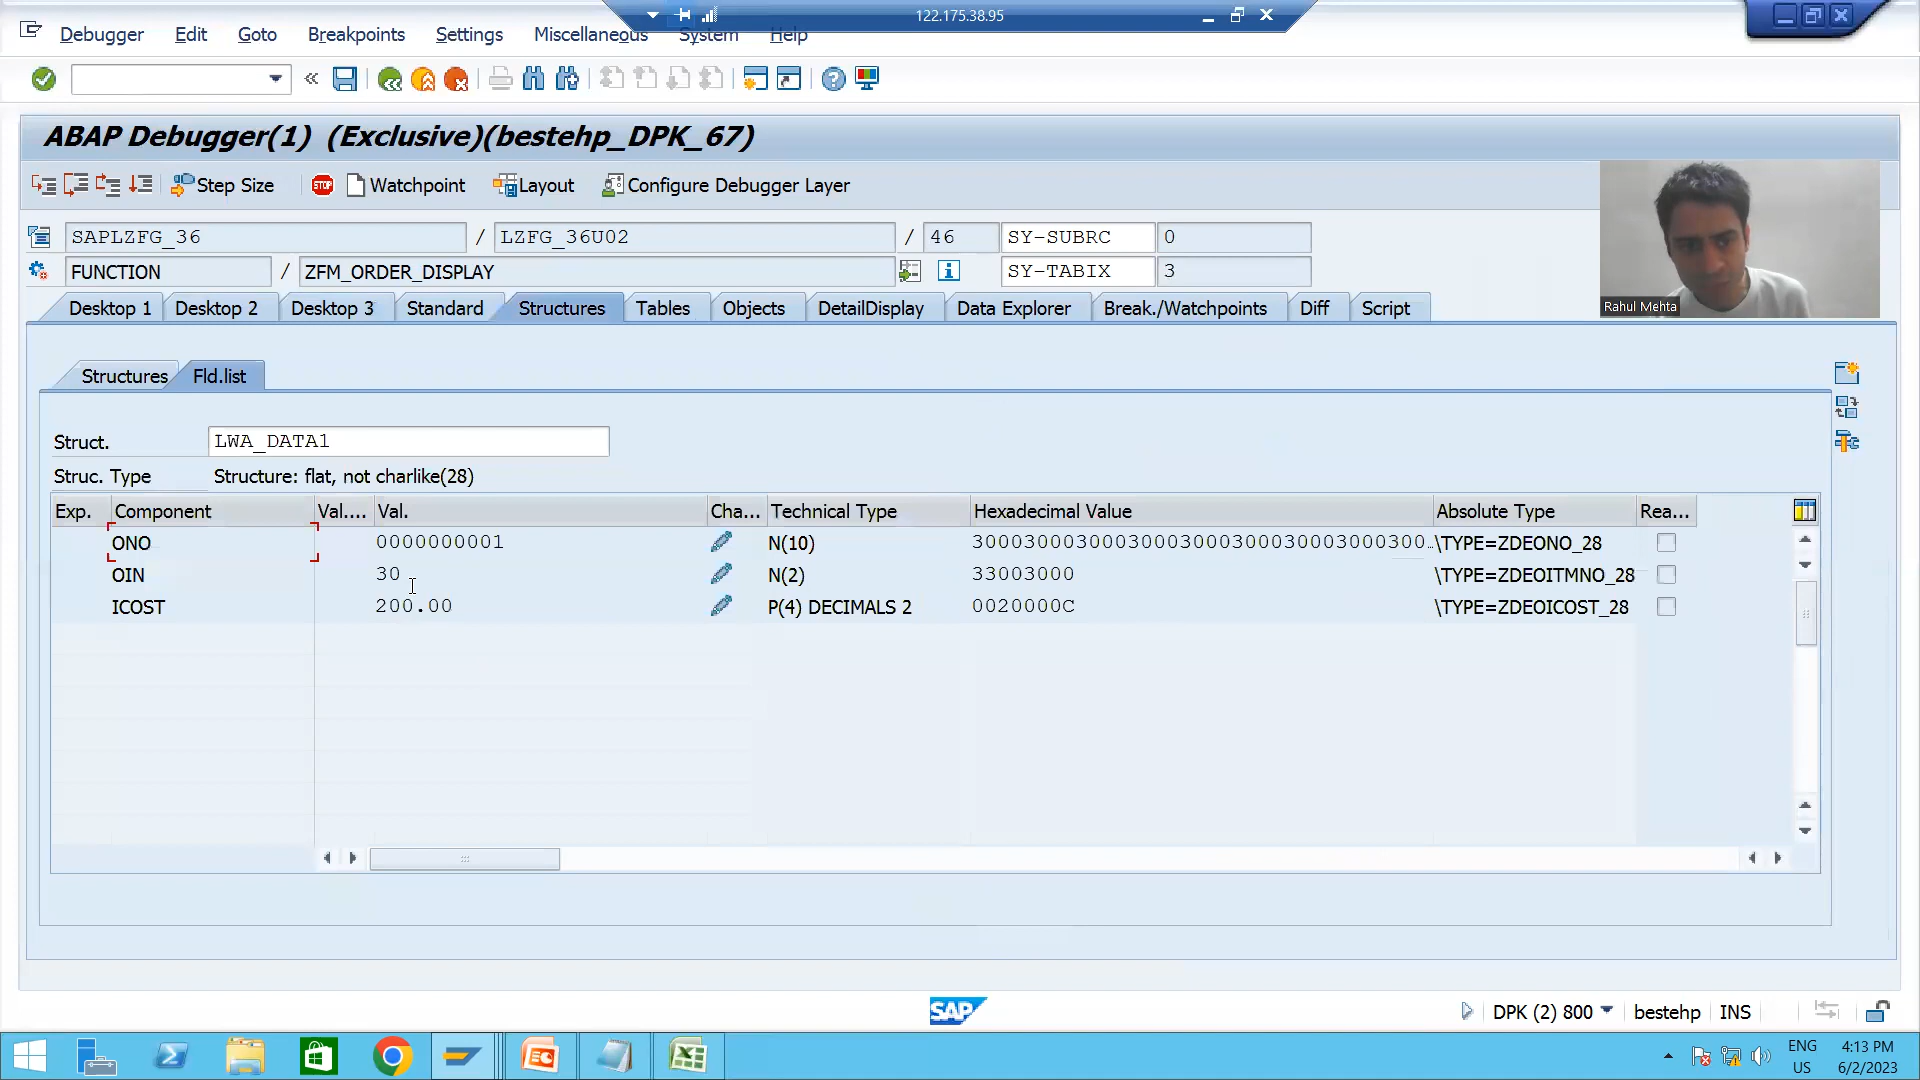 122.175.38.95
Debugger Edit Goto Breakpoints Settings Miscellaneous System Help
ABAP Debugger(1) (Exclusive)(bestehp_DPK_67)
Step Size STOP Watchpoint Layout Configure Debugger Layer
SAPLZFG_36 / LZFG_36U02 / 46 SY-SUBRC 0
FUNCTION / ZFM_ORDER_DISPLAY SY-TABIX 3
Rahul Mehta
Desktop 1 Desktop 2 Desktop 3 Standard Structures Tables Objects DetailDisplay Data Explorer Break./Watchpoints Diff Script
Structures Fld.list
Struct. LWA_DATA1
Struc. Type Structure: flat, not charlike(28)
Exp. Component Val.... Val. Cha... Technical Type Hexadecimal Value Absolute Type Rea...
ONO 0000000001 N(10) 30003000300030003000300030003000300... \TYPE=ZDEONO_28
OIN 30 N(2) 33003000 \TYPE=ZDEOITMNO_28
ICOST 200.00 P(4) DECIMALS 2 0020000C \TYPE=ZDEOICOST_28
SAP DPK (2) 800 bestehp INS
ENG 4:13 PM
US 6/2/2023